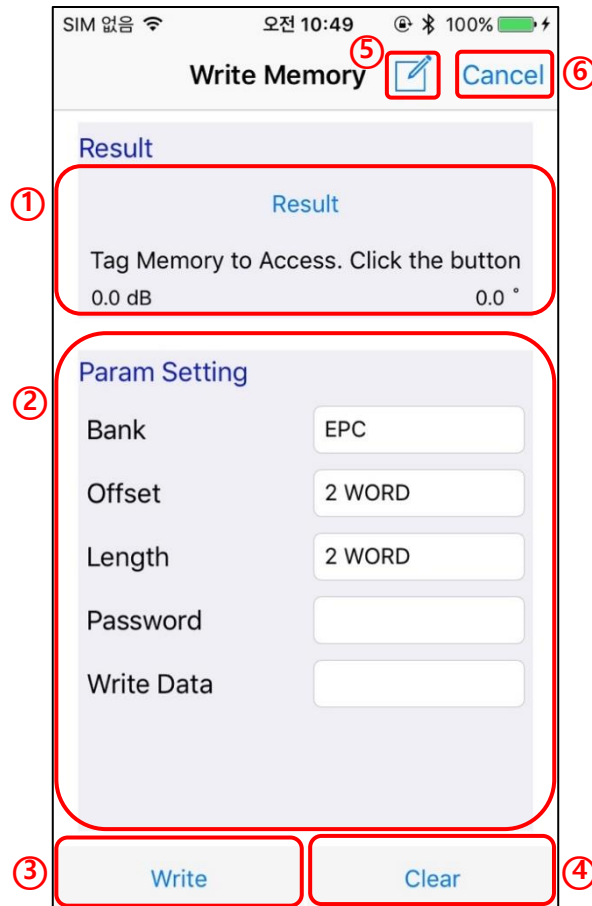 SIM 없음 오전 10:49 100%
⑤
Write Memory Cancel ⑥
Result
①
Result
Tag Memory to Access. Click the button
0.0 dB 0.0 °
Param Setting
②
Bank EPC
Offset 2 WORD
Length 2 WORD
Password
Write Data
③ Write Clear ④